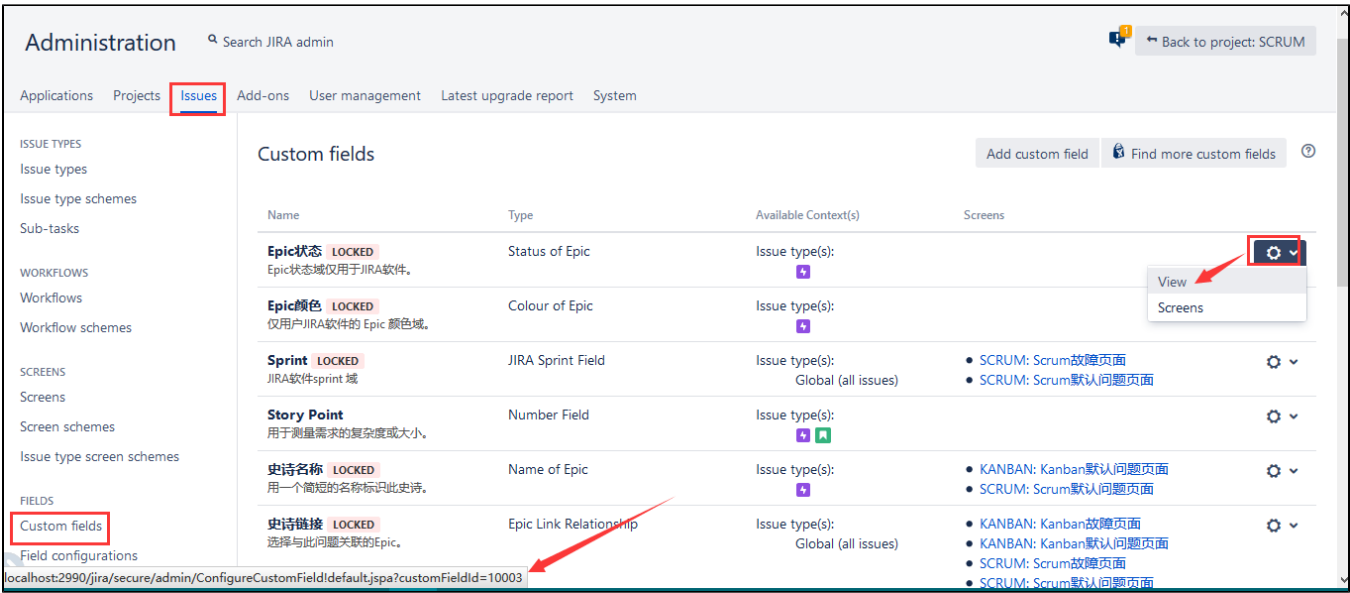 Administration
Search JIRA admin
1
Back to project: SCRUM
Applications Projects Issues Add-ons User management Latest upgrade report System
ISSUE TYPES
Issue types
Issue type schemes
Sub-tasks
WORKFLOWS
Workflows
Workflow schemes
SCREENS
Screens
Screen schemes
Issue type screen schemes
FIELDS
Custom fields
Field configurations
Custom fields
Add custom field
Find more custom fields
?
Name Type Available Context(s) Screens
Epic状态 LOCKED
Epic状态域仅用于JIRA软件。
Status of Epic
Issue type(s):
View
Screens
Epic颜色 LOCKED
仅用户JIRA软件的 Epic 颜色域。
Colour of Epic
Issue type(s):
Sprint LOCKED
JIRA软件sprint 域
JIRA Sprint Field
Issue type(s):
Global (all issues)
SCRUM: Scrum故障页面
SCRUM: Scrum默认问题页面
Story Point
用于测量需求的复杂度或大小。
Number Field
Issue type(s):
史诗名称 LOCKED
用一个简短的名称标识此史诗。
Name of Epic
Issue type(s):
KANBAN: Kanban默认问题页面
SCRUM: Scrum默认问题页面
史诗链接 LOCKED
选择与此问题关联的Epic。
Epic Link Relationship
Issue type(s):
Global (all issues)
KANBAN: Kanban故障页面
KANBAN: Kanban默认问题页面
SCRUM: Scrum故障页面
SCRUM: Scrum默认问题页面
localhost:2990/jira/secure/admin/ConfigureCustomField!default.jspa?customFieldId=10003